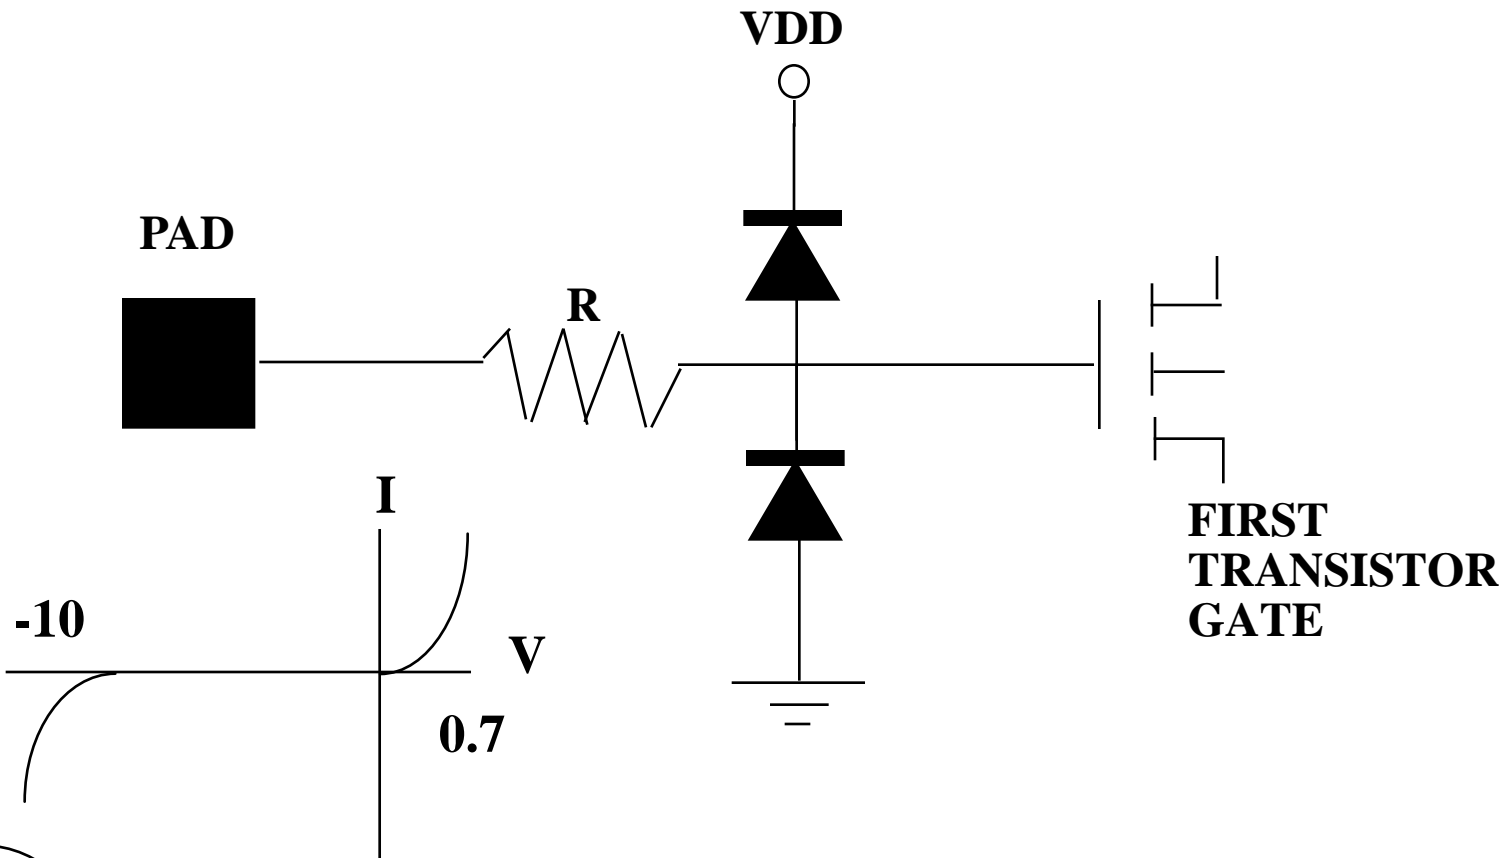 VDD
PAD
R
I
-10
V
0.7
FIRST
TRANSISTOR
GATE